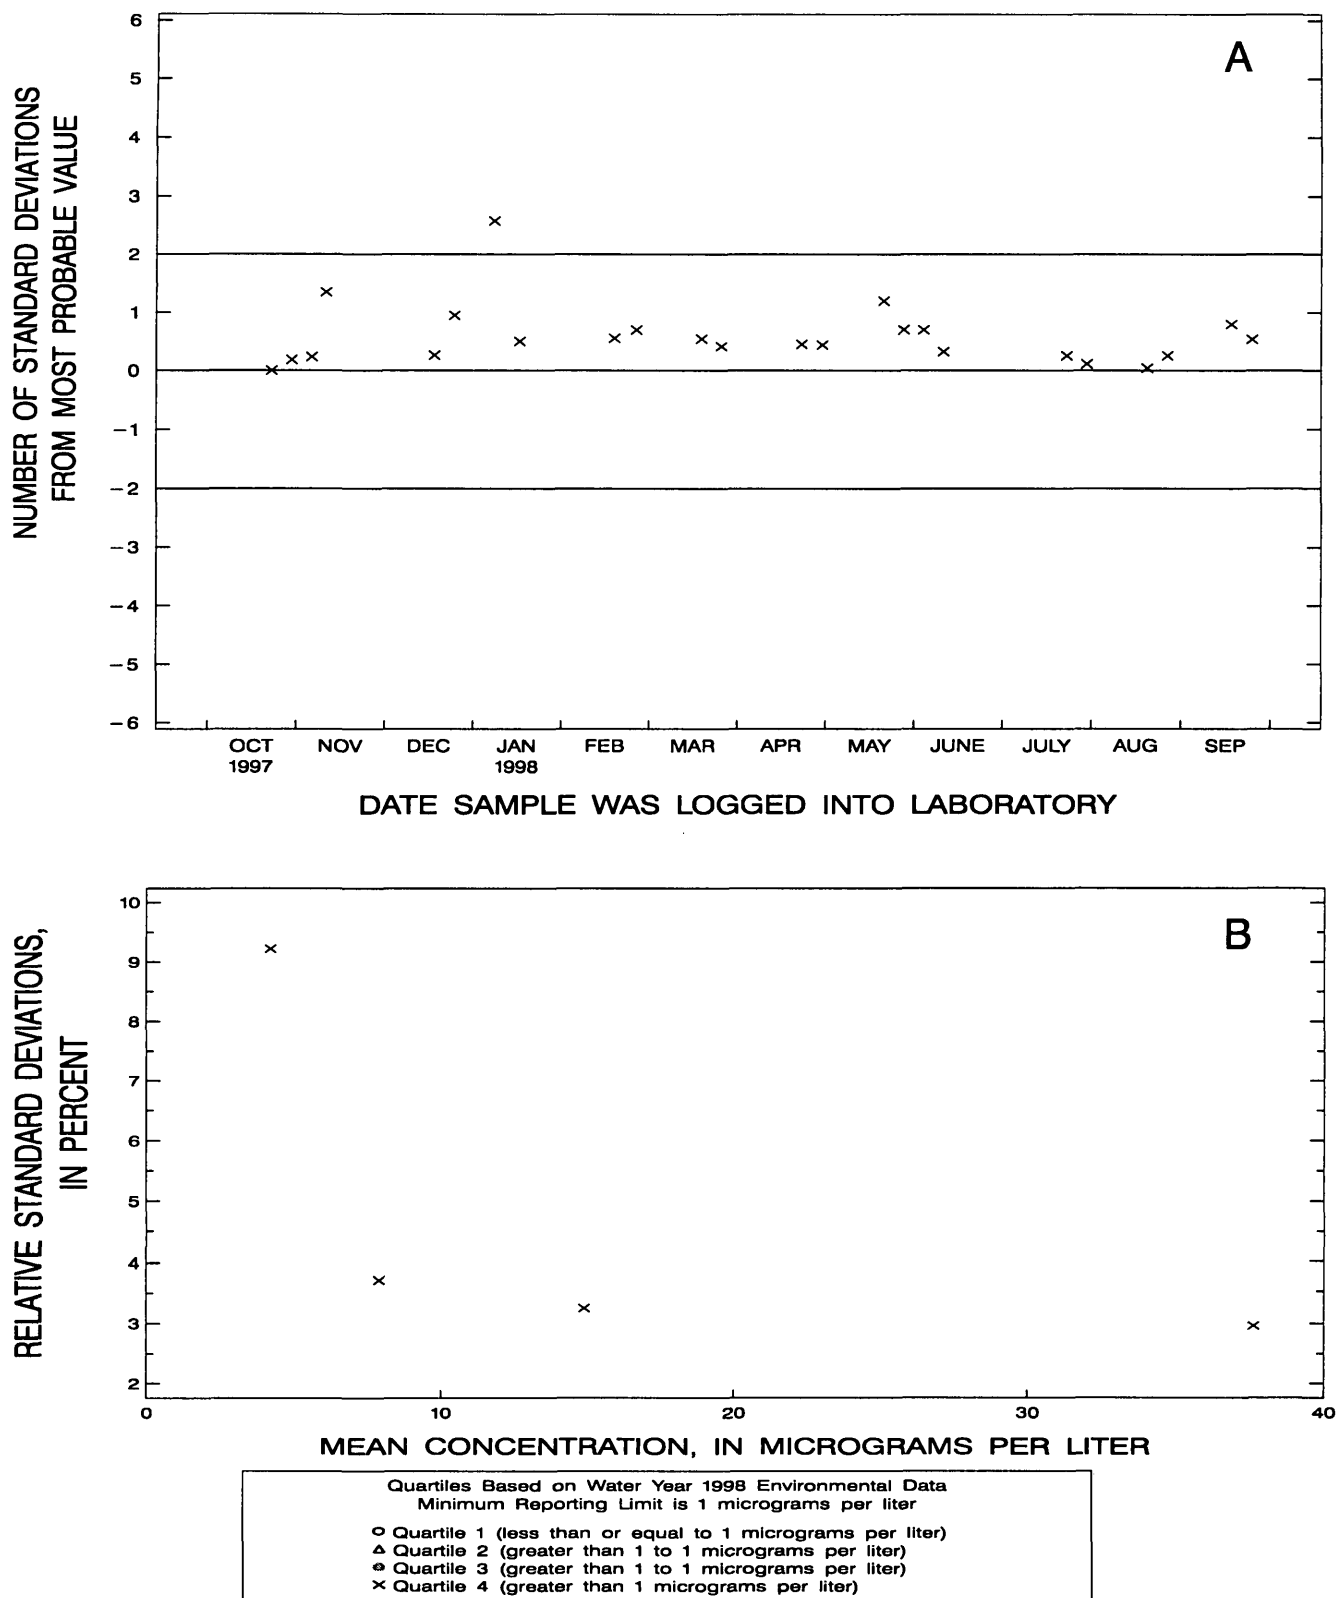 A
NUMBER OF STANDARD DEVIATIONS
FROM MOST PROBABLE VALUE
6
5
4
3
2
1
0
−1
−2
−3
−4
−5
−6
OCT NOV DEC JAN FEB MAR APR MAY JUNE JULY AUG SEP
1997 1998
DATE SAMPLE WAS LOGGED INTO LABORATORY
B
RELATIVE STANDARD DEVIATIONS,
IN PERCENT
10
9
8
7
6
5
4
3
2
0 10 20 30 40
MEAN CONCENTRATION, IN MICROGRAMS PER LITER
Quartiles Based on Water Year 1998 Environmental Data
Minimum Reporting Limit is 1 micrograms per liter
Quartile 1 (less than or equal to 1 micrograms per liter)
Quartile 2 (greater than 1 to 1 micrograms per liter)
Quartile 3 (greater than 1 to 1 micrograms per liter)
Quartile 4 (greater than 1 micrograms per liter)